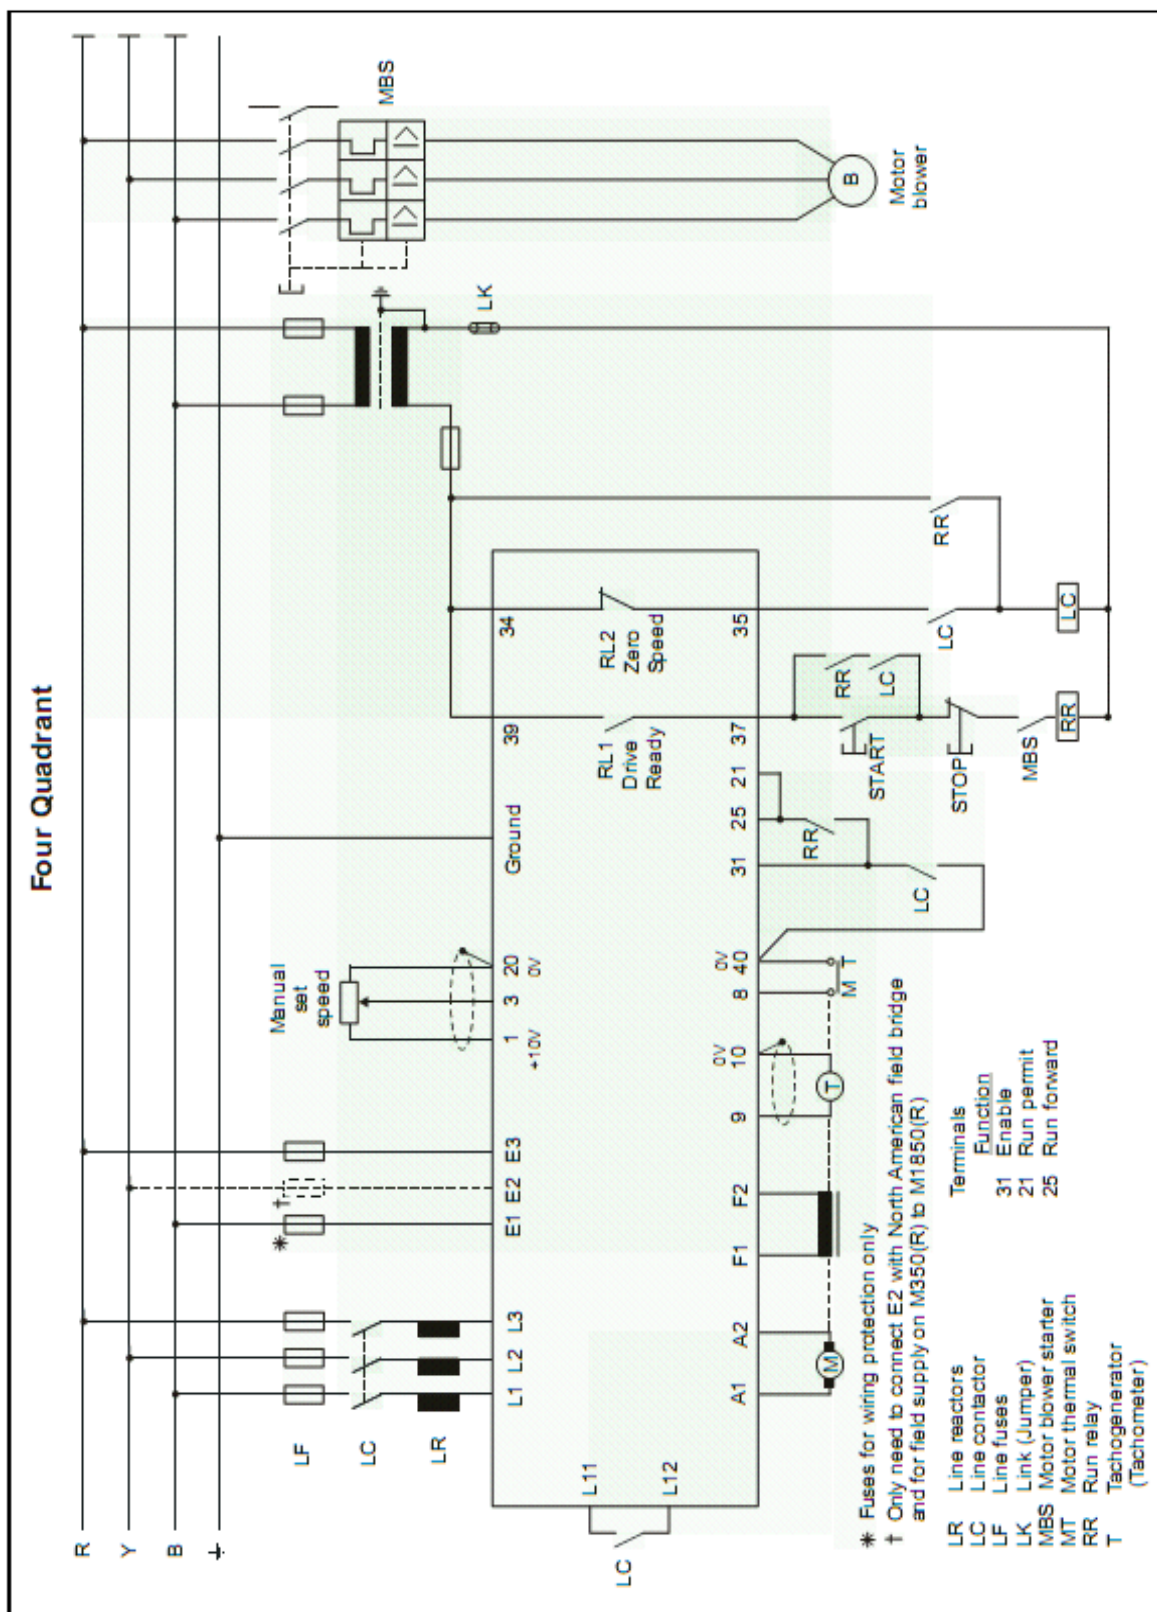 Four Quadrant
R
Y
B
MBS
LF
LC
LR
*
†
Manual
set
speed
LK
B
Motor
blower
L1 L2 L3
E1 E2 E3
1 3 20
+10V 0V
Ground
39
34
L11
L12
LC
RL1
Drive
Ready
RL2
Zero
Speed
A1 A2
F1 F2
9 10
0V
8 40
0V
31 25 21
37
35
M
T
M T
RR
LC
START
RR
LC
STOP
MBS
RR
LC
RR
LC
* Fuses for wiring protection only
† Only need to connect E2 with North American field bridge
and for field supply on M350(R) to M1850(R)
LR Line reactors
LC Line contactor
LF Line fuses
LK Link (Jumper)
MBS Motor blower starter
MT Motor thermal switch
RR Run relay
T Tachogenerator
(Tachometer)
Terminals
Function
31 Enable
21 Run permit
25 Run forward